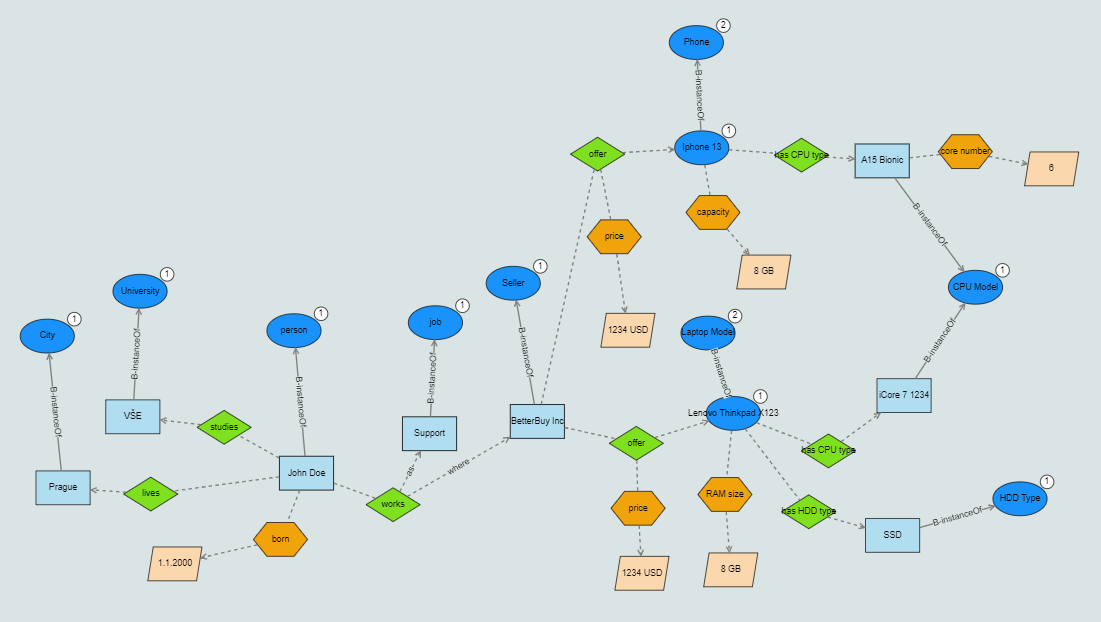 2
Phone
B-instanceOf
1
Iphone 13
offer
has CPU type
A15 Bionic
core number
6
capacity
price
8 GB
1234 USD
B-instanceOf
1
CPU Model
1
Seller
B-instanceOf
1
University
B-instanceOf
1
City
B-instanceOf
1
person
B-instanceOf
1
job
B-instanceOf
2
Laptop Model
B-instanceOf
1
Lenovo Thinkpad X123
iCore 7 1234
B-instanceOf
VŠE
studies
Support
BetterBuy Inc
offer
has CPU type
Prague
lives
John Doe
as
where
works
price
RAM size
has HDD type
SSD
B-instanceOf
1
HDD Type
born
1.1.2000
1234 USD
8 GB